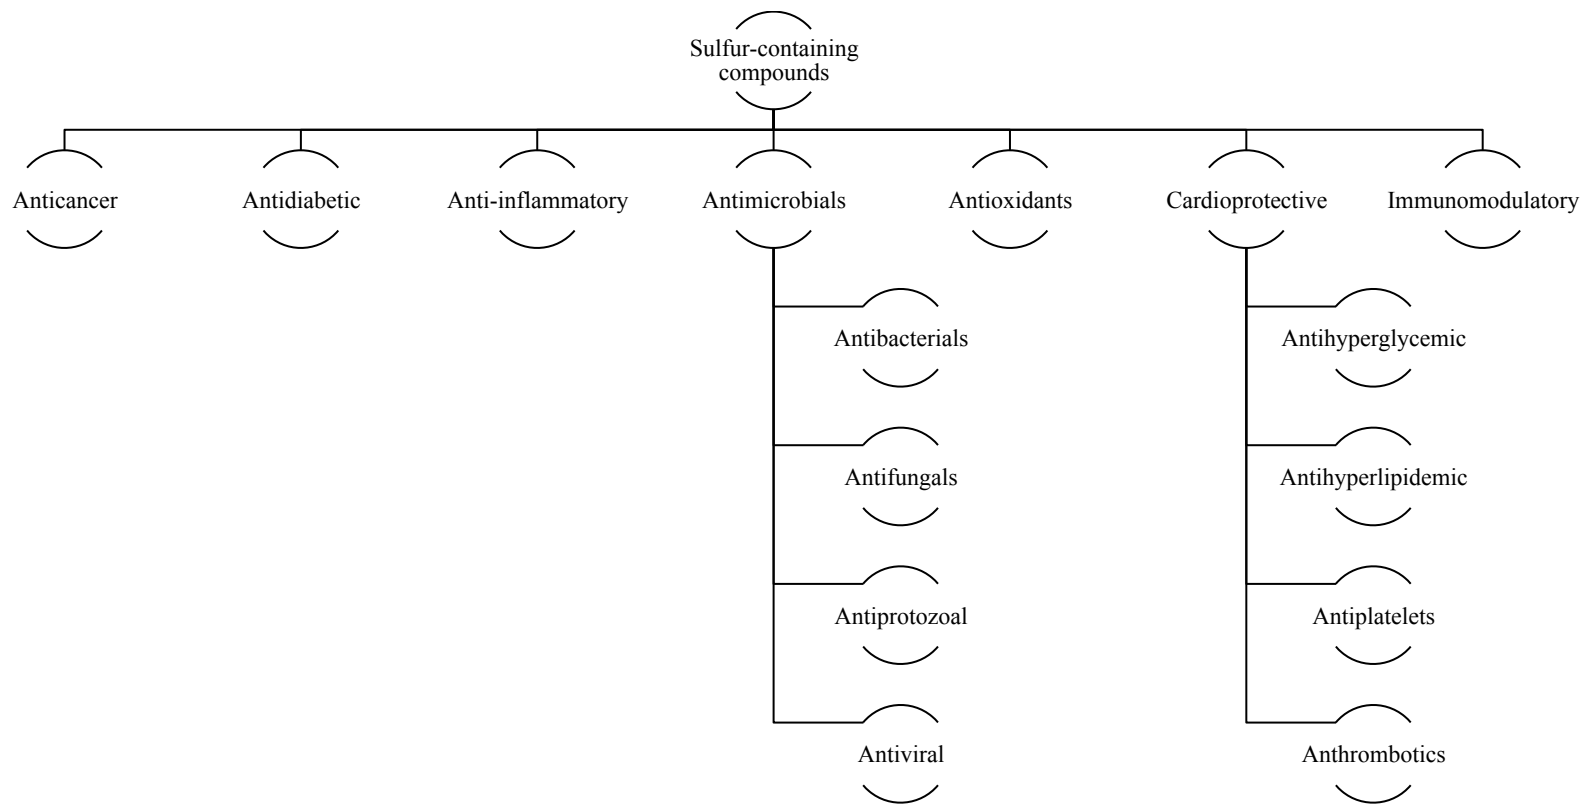 Sulfur-containing
compounds
Anticancer
Antidiabetic
Anti-inflammatory
Antimicrobials
Antioxidants
Cardioprotective
Immunomodulatory
Antibacterials
Antihyperglycemic
Antifungals
Antihyperlipidemic
Antiprotozoal
Antiplatelets
Antiviral
Anthrombotics